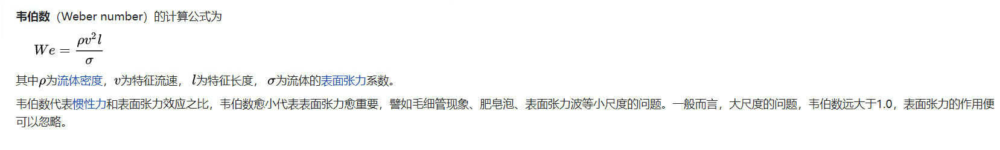 韦伯数（Weber number）的计算公式为
We = ρv²l / σ
其中ρ为流体密度，v为特征流速， l为特征长度， σ为流体的表面张力系数。
韦伯数代表惯性力和表面张力效应之比，韦伯数愈小代表表面张力愈重要，譬如毛细管现象、肥皂泡、表面张力波等小尺度的问题。一般而言，大尺度的问题，韦伯数远大于1.0，表面张力的作用便
可以忽略。